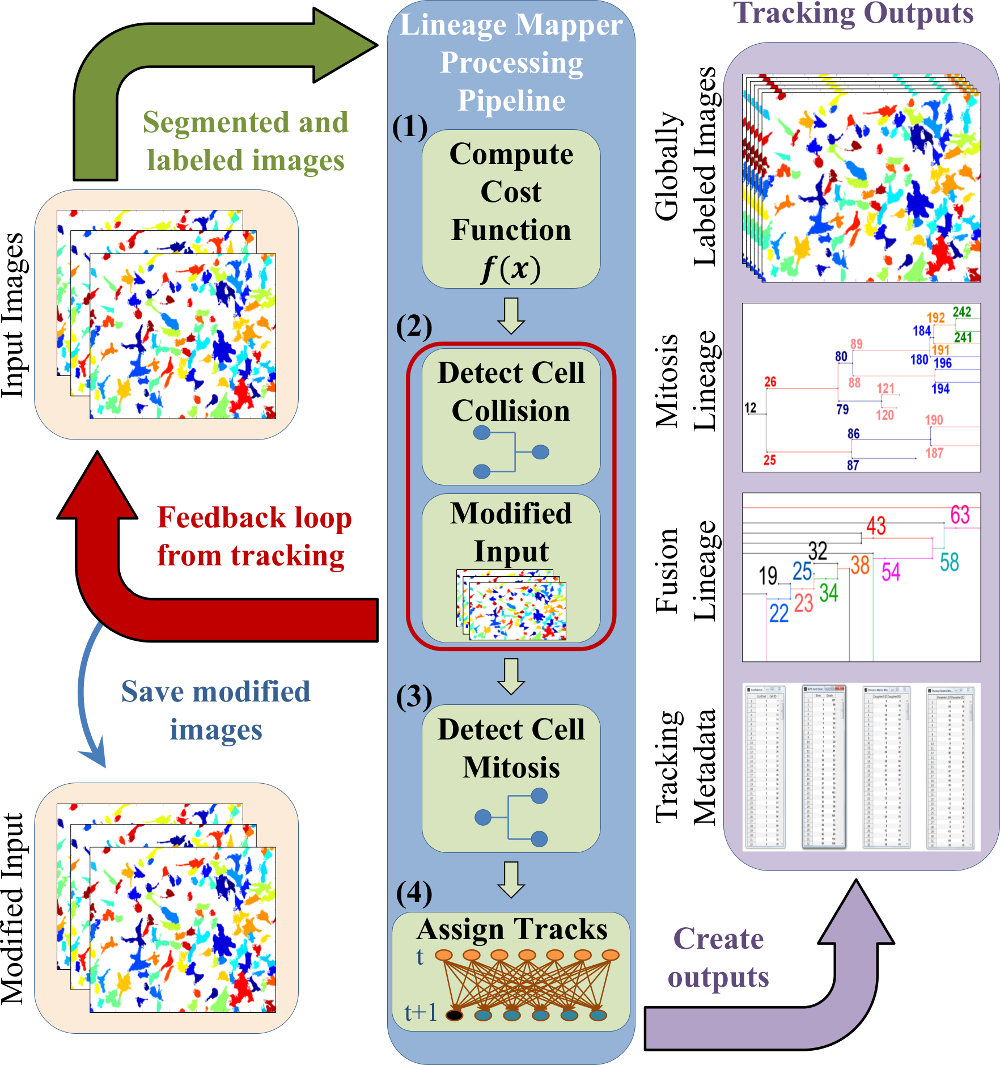 Lineage Mapper
Processing
Pipeline
Tracking Outputs
Segmented and
labeled images
Input Images
Feedback loop
from tracking
Save modified
images
Modified Input
(1)
Compute
Cost
Function
f(x)
(2)
Detect Cell
Collision
Modified
Input
(3)
Detect Cell
Mitosis
(4)
Assign Tracks
t
t+1
Create
outputs
Globally
Labeled Images
Mitosis
Lineage
12
26
25
80
79
89
88
86
87
121
120
184
180
192
191
196
194
190
187
242
241
Fusion
Lineage
19
22
25
23
32
34
38
43
54
58
63
Tracking
Metadata